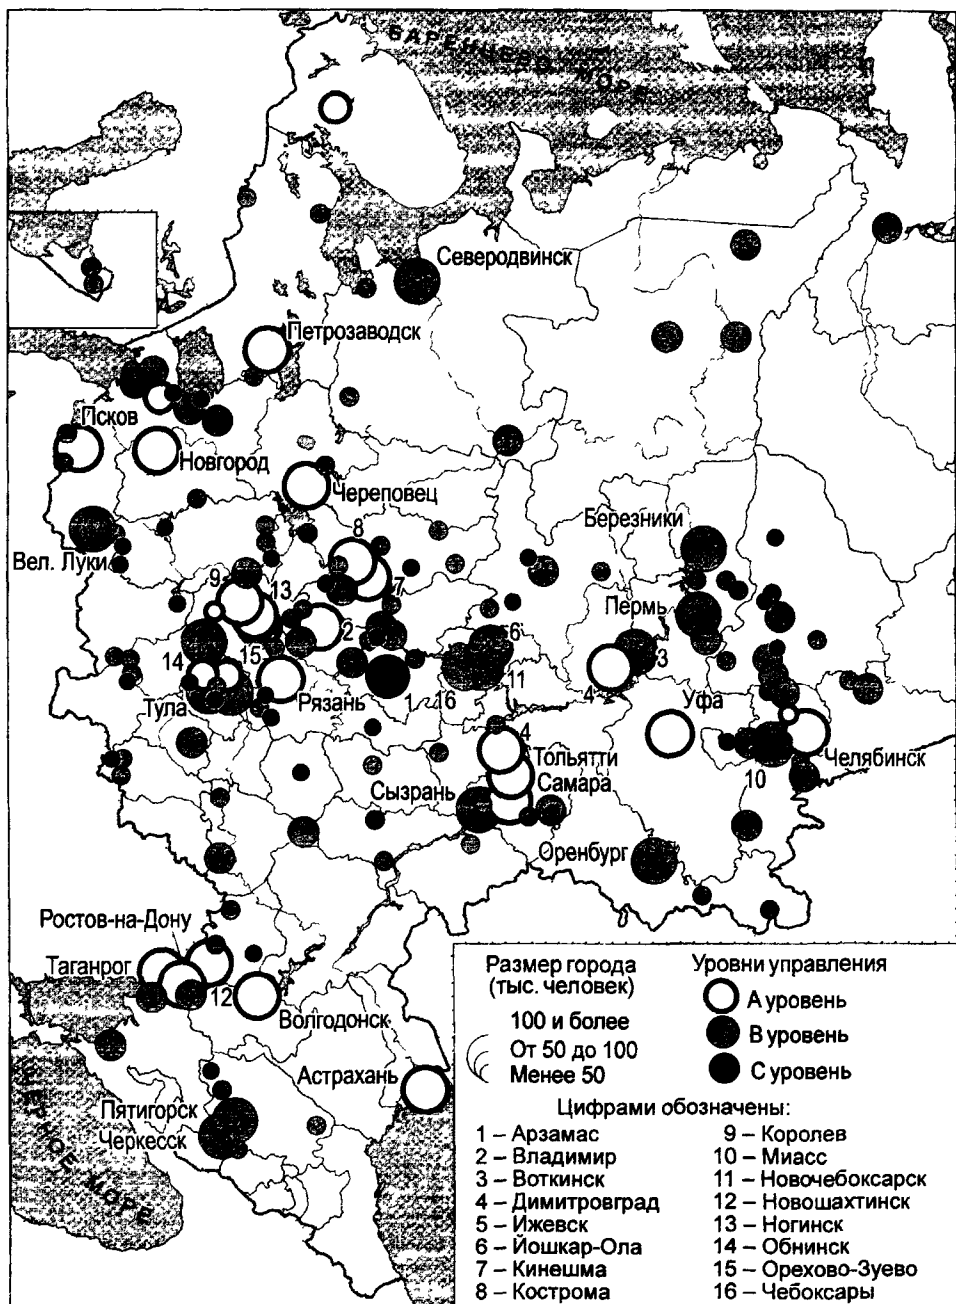 БАРЕНЦЕВО МОРЕ
Северодвинск
Петрозаводск
Псков
Новгород
Череповец
8
Березники
Вел. Луки
9
13
7
Пермь
2
6
3
14
15
Рязань
1
16
11
4
Уфа
Тула
4
Тольятти
Самара
Челябинск
10
Сызрань
Оренбург
Ростов-на-Дону
Таганрог
12
Волгодонск
Астрахань
Пятигорск
Черкесск
ЧЕРНОЕ МОРЕ
Размер города
(тыс. человек)
100 и более
От 50 до 100
Менее 50
Уровни управления
А уровень
В уровень
С уровень
Цифрами обозначены:
1 – Арзамас
2 – Владимир
3 – Воткинск
4 – Димитровград
5 – Ижевск
6 – Йошкар-Ола
7 – Кинешма
8 – Кострома
9 – Королев
10 – Миасс
11 – Новочебоксарск
12 – Новошахтинск
13 – Ногинск
14 – Обнинск
15 – Орехово-Зуево
16 – Чебоксары